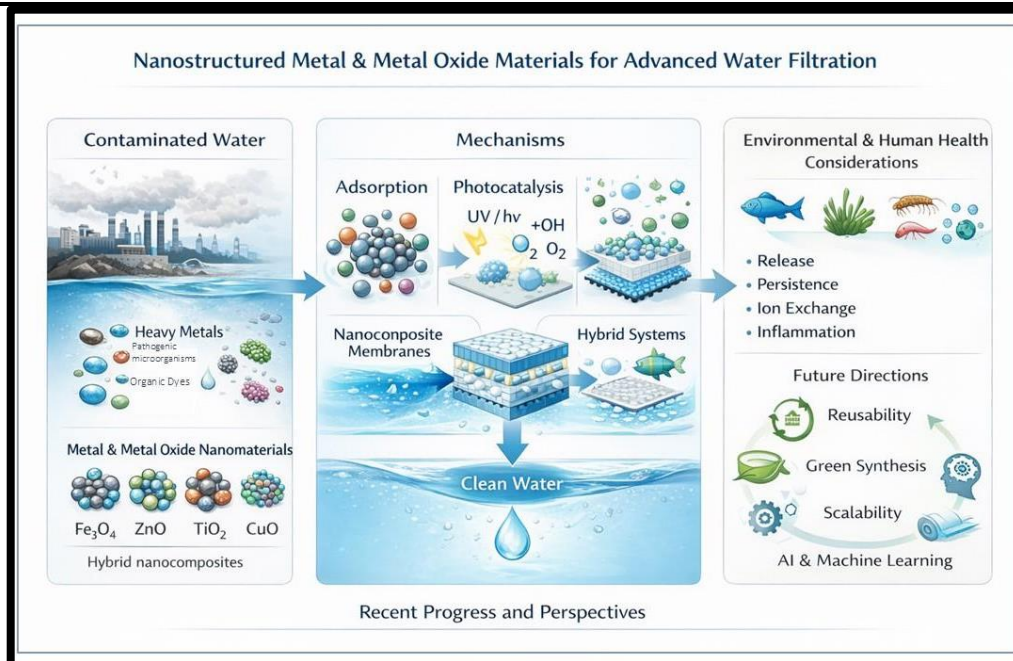 Nanostructured Metal & Metal Oxide Materials for Advanced Water Filtration
Contaminated Water
Heavy Metals
Pathogenic
microorganisms
Organic Dyes
Metal & Metal Oxide Nanomaterials
Fe₃O₄ ZnO TiO₂ CuO
Hybrid nanocomposites
Mechanisms
Adsorption
Photocatalysis
UV / hv
+OH
₂ O₂
Nanoconposite
Membranes
Hybrid Systems
Clean Water
Environmental & Human Health
Considerations
• Release
• Persistence
• Ion Exchange
• Inflammation
Future Directions
Reusability
Green Synthesis
Scalability
AI & Machine Learning
Recent Progress and Perspectives